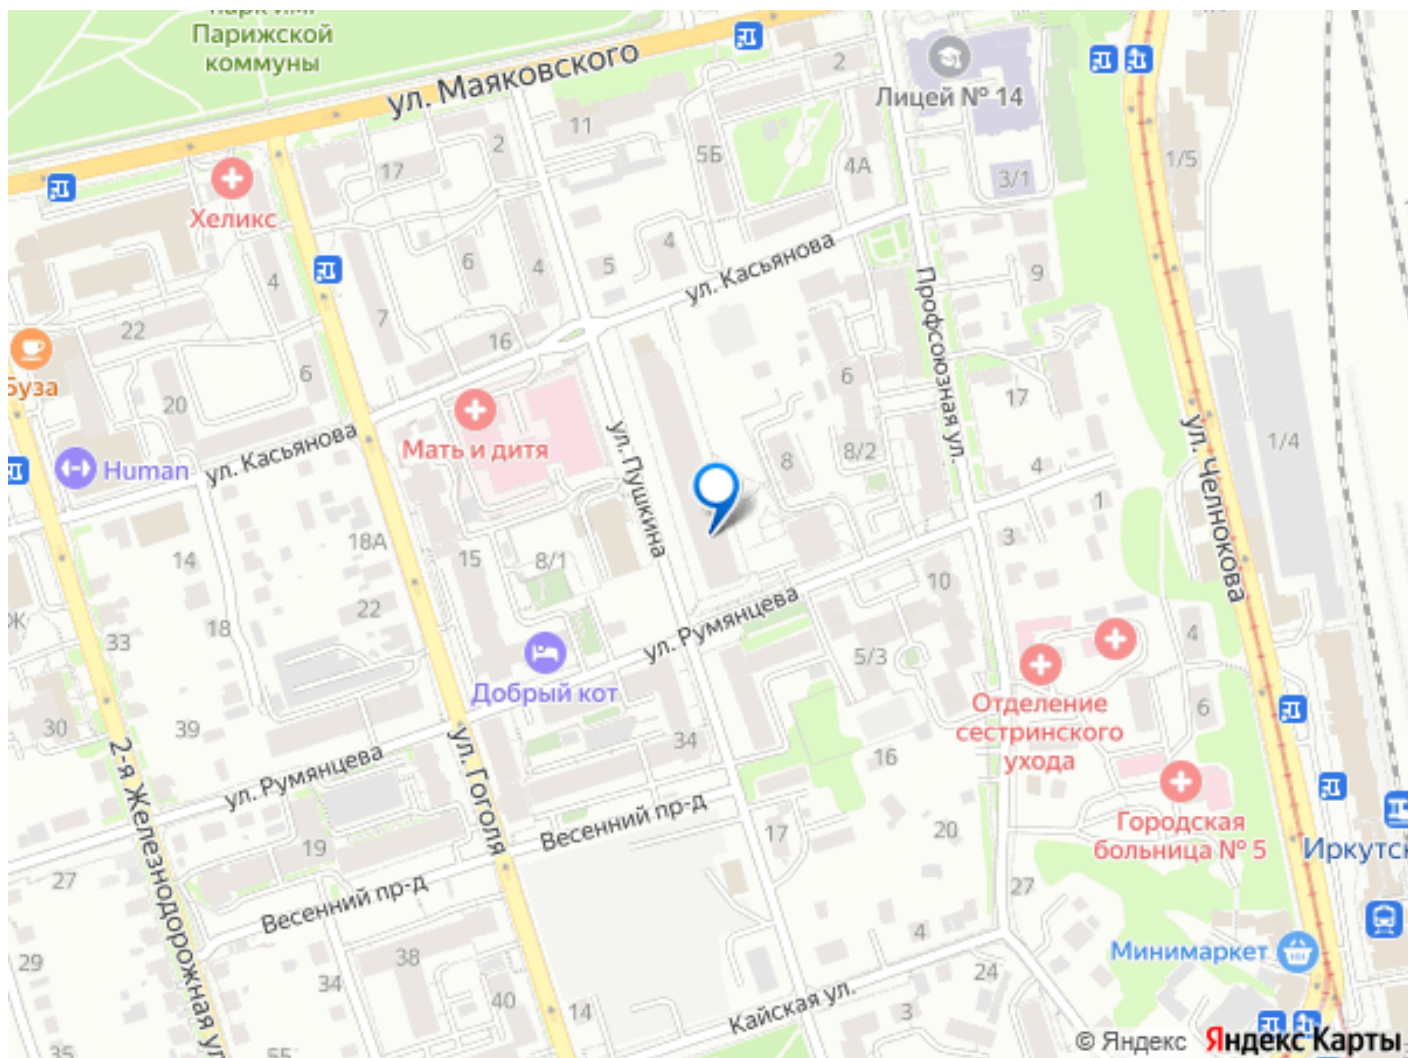 парк им.
Парижской
коммуны
ул. Маяковского
Лицей № 14
2
11
2
17
5Б
4А
3/1
1/5
Хеликс
4
6
4
5
4
ул. Касьянова
9
Профсоюзная ул.
22
7
16
Буза
6
6
17
20
Мать и дитя
ул. Касьянова
Human
ул. Пушкина
8
8/2
4
1
1/4
ул. Челнокова
18А
14
15
8/1
3
10
22
18
33
Ж
ул. Румянцева
5/3
4
Добрый кот
Отделение
сестринского
ухода
6
30
39
34
16
2-я Железнодорожная ул.
ул. Румянцева
ул. Гоголя
Весенний пр-д
17
20
Городская
больница № 5
Иркутск
19
27
Весенний пр-д
27
4
Минимаркет
29
38
34
40
14
24
Кайская ул.
3
35
55
© Яндекс Яндекс Карты